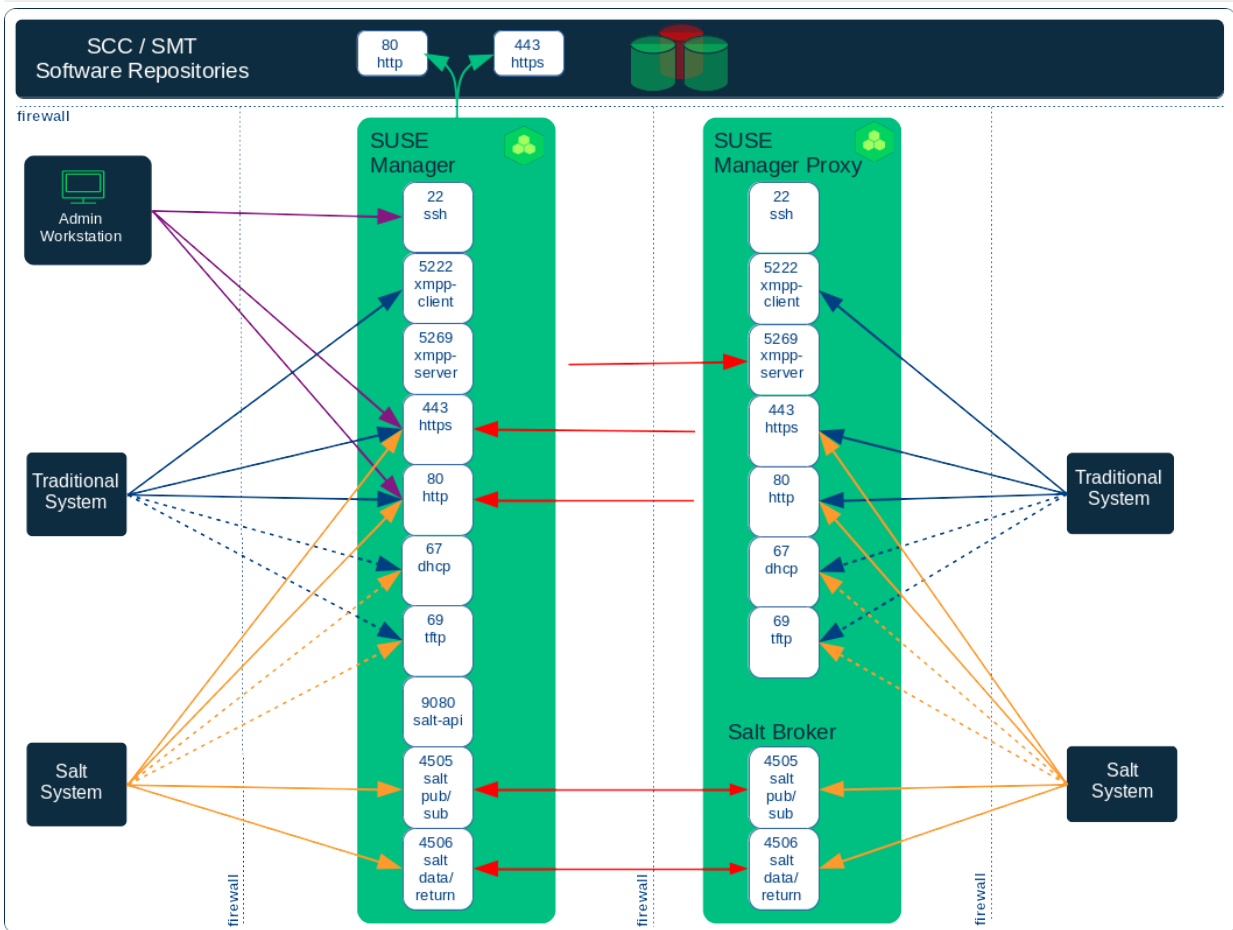 SCC / SMT
Software Repositories
80
http
443
https
firewall
Admin
Workstation
Traditional
System
Salt
System
firewall
SUSE
Manager
22
ssh
5222
xmpp-
client
5269
xmpp-
server
443
https
80
http
67
dhcp
69
tftp
9080
salt-api
4505
salt
pub/
sub
4506
salt
data/
return
firewall
SUSE
Manager Proxy
22
ssh
5222
xmpp-
client
5269
xmpp-
server
443
https
80
http
67
dhcp
69
tftp
Salt Broker
4505
salt
pub/
sub
4506
salt
data/
return
firewall
Traditional
System
Salt
System